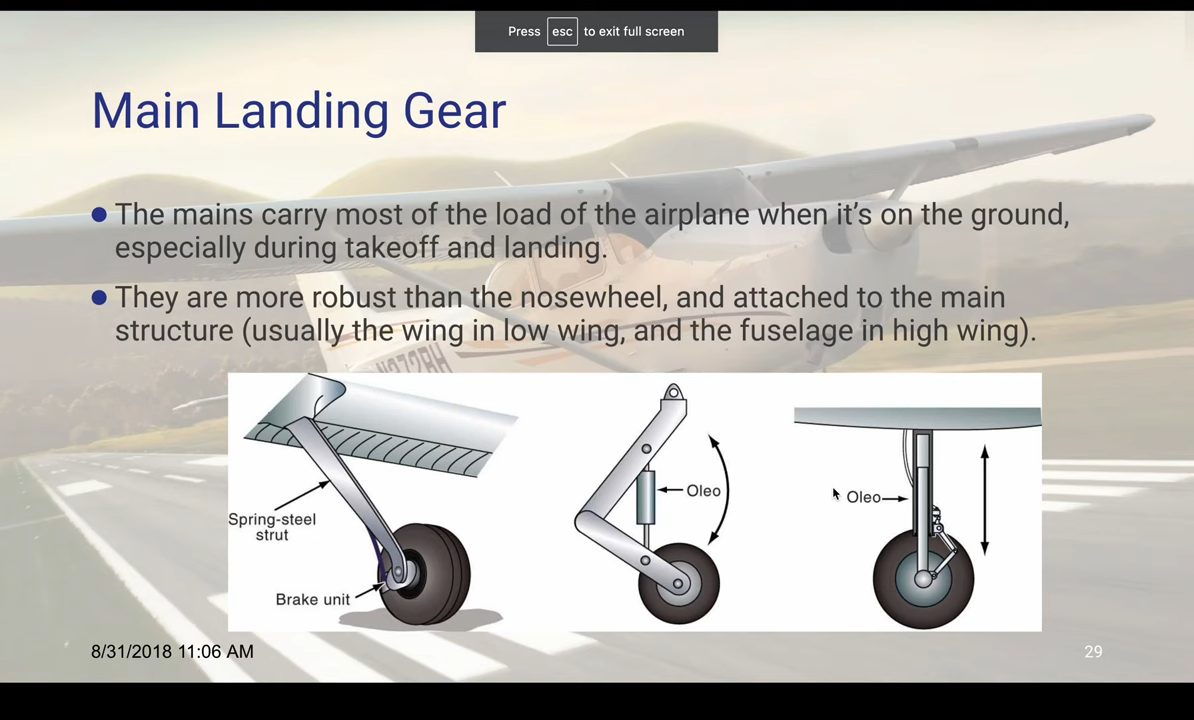 Press esc to exit full screen
Main Landing Gear
The mains carry most of the load of the airplane when it's on the ground,
especially during takeoff and landing.
They are more robust than the nosewheel, and attached to the main
structure (usually the wing in low wing, and the fuselage in high wing).
N272BH
Spring-steel
strut
Brake unit
Oleo
Oleo
8/31/2018 11:06 AM
29